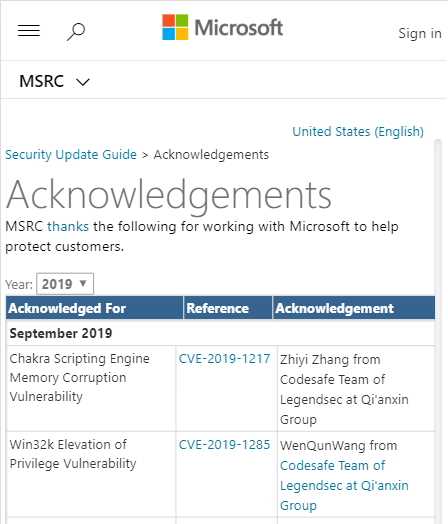 Microsoft
Sign in
MSRC
United States (English)
Security Update Guide > Acknowledgements
Acknowledgements
MSRC thanks the following for working with Microsoft to help
protect customers.
Year: 2019
Acknowledged For Reference Acknowledgement
September 2019
Chakra Scripting Engine
Memory Corruption
Vulnerability
CVE-2019-1217
Zhiyi Zhang from
Codesafe Team of
Legendsec at Qi'anxin
Group
Win32k Elevation of
Privilege Vulnerability
CVE-2019-1285
WenQunWang from
Codesafe Team of
Legendsec at Qi'anxin
Group